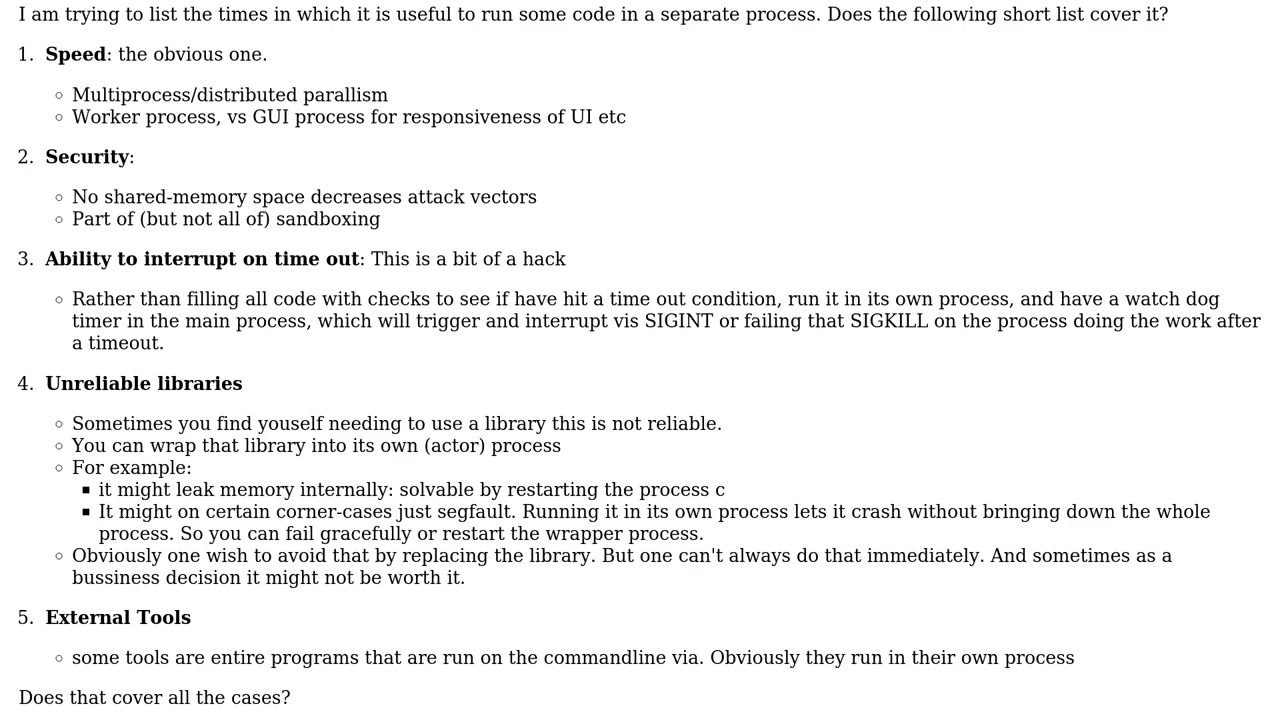 I am trying to list the times in which it is useful to run some code in a separate process. Does the following short list cover it?
1. Speed: the obvious one.
◦ Multiprocess/distributed parallism
◦ Worker process, vs GUI process for responsiveness of UI etc
2. Security:
◦ No shared-memory space decreases attack vectors
◦ Part of (but not all of) sandboxing
3. Ability to interrupt on time out: This is a bit of a hack
◦ Rather than filling all code with checks to see if have hit a time out condition, run it in its own process, and have a watch dog
timer in the main process, which will trigger and interrupt vis SIGINT or failing that SIGKILL on the process doing the work after
a timeout.
4. Unreliable libraries
◦ Sometimes you find youself needing to use a library this is not reliable.
◦ You can wrap that library into its own (actor) process
◦ For example:
▪ it might leak memory internally: solvable by restarting the process c
▪ It might on certain corner-cases just segfault. Running it in its own process lets it crash without bringing down the whole
process. So you can fail gracefully or restart the wrapper process.
◦ Obviously one wish to avoid that by replacing the library. But one can't always do that immediately. And sometimes as a
bussiness decision it might not be worth it.
5. External Tools
◦ some tools are entire programs that are run on the commandline via. Obviously they run in their own process
Does that cover all the cases?